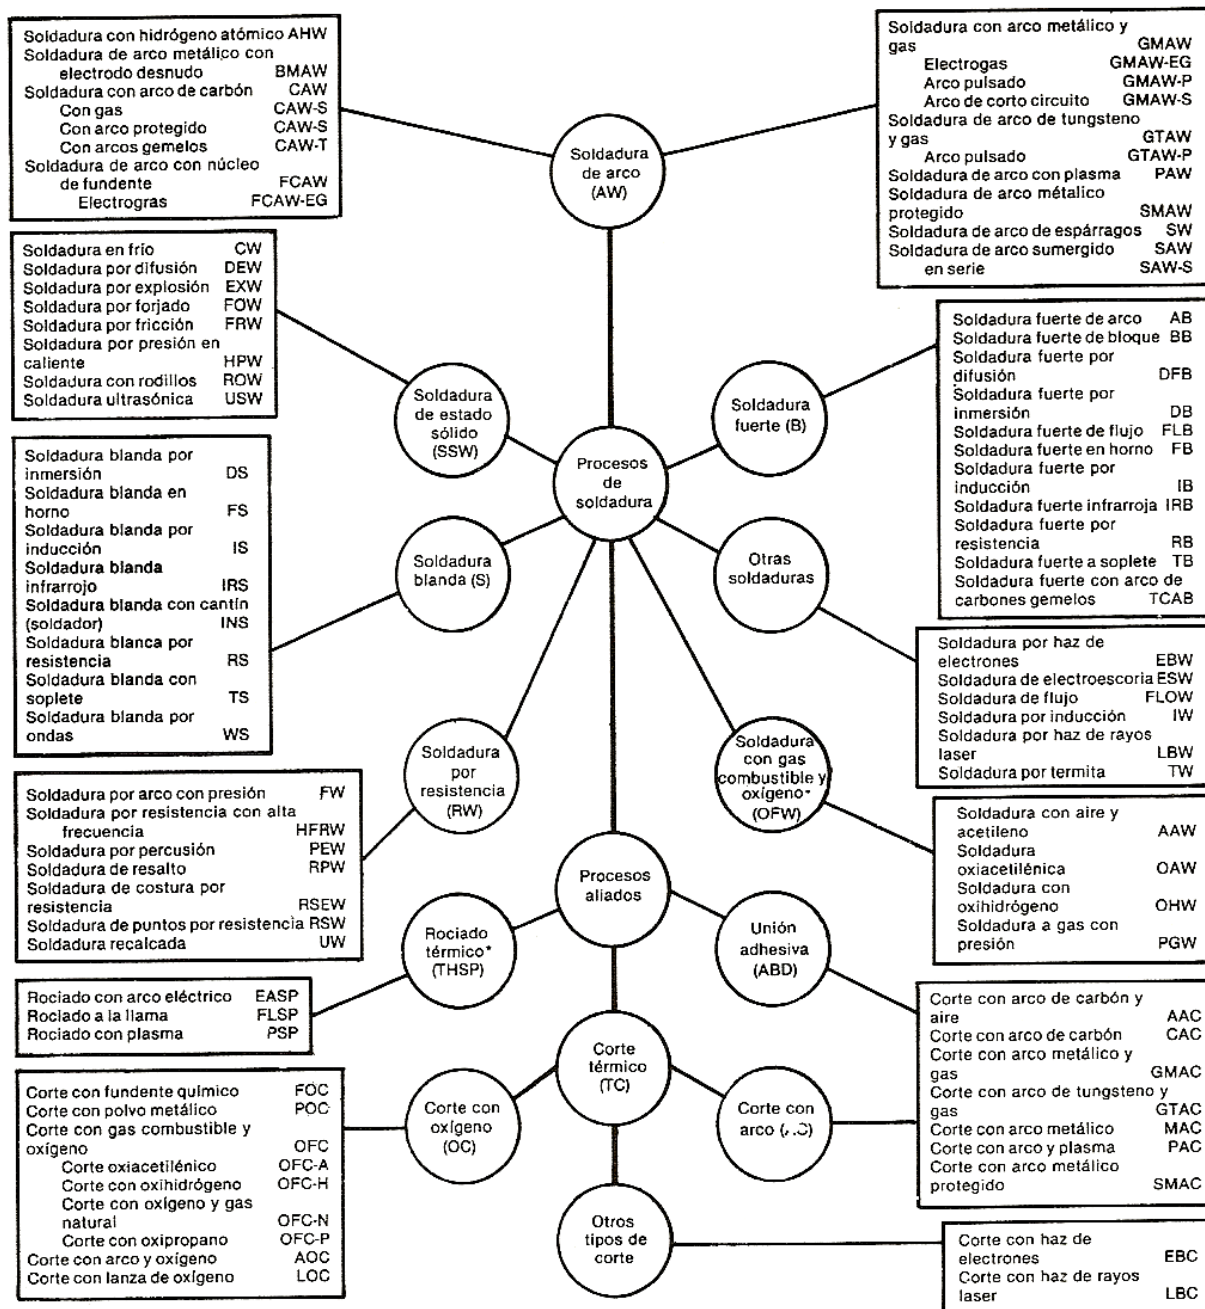 Soldadura con hidrógeno atómico AHW
Soldadura de arco metálico con
electrodo desnudo BMAW
Soldadura con arco de carbón CAW
Con gas CAW-S
Con arco protegido CAW-S
Con arcos gemelos CAW-T
Soldadura de arco con núcleo
de fundente FCAW
Electrogras FCAW-EG
Soldadura con arco metálico y
gas GMAW
Electrogas GMAW-EG
Arco pulsado GMAW-P
Arco de corto circuito GMAW-S
Soldadura de arco de tungsteno
y gas GTAW
Arco pulsado GTAW-P
Soldadura de arco con plasma PAW
Soldadura de arco métalico
protegido SMAW
Soldadura de arco de espárragos SW
Soldadura de arco sumergido SAW
en serie SAW-S
Soldadura
de arco
(AW)
Soldadura en frío CW
Soldadura por difusión DEW
Soldadura por explosión EXW
Soldadura por forjado FOW
Soldadura por fricción FRW
Soldadura por presión en
caliente HPW
Soldadura con rodillos ROW
Soldadura ultrasónica USW
Soldadura
de estado
sólido
(SSW)
Soldadura
fuerte (B)
Soldadura fuerte de arco AB
Soldadura fuerte de bloque BB
Soldadura fuerte por
difusión DFB
Soldadura fuerte por
inmersión DB
Soldadura fuerte de flujo FLB
Soldadura fuerte en horno FB
Soldadura fuerte por
inducción IB
Soldadura fuerte infrarroja IRB
Soldadura fuerte por
resistencia RB
Soldadura fuerte a soplete TB
Soldadura fuerte con arco de
carbones gemelos TCAB
Procesos
de
soldadura
Soldadura blanda por
inmersión DS
Soldadura blanda en
horno FS
Soldadura blanda por
inducción IS
Soldadura blanda
infrarrojo IRS
Soldadura blanda con cantín
(soldador) INS
Soldadura blanca por
resistencia RS
Soldadura blanda con
soplete TS
Soldadura blanda por
ondas WS
Soldadura
blanda (S)
Otras
soldaduras
Soldadura por haz de
electrones EBW
Soldadura de electroescoria ESW
Soldadura de flujo FLOW
Soldadura por inducción IW
Soldadura por haz de rayos
laser LBW
Soldadura por termita TW
Soldadura
por
resistencia
(RW)
Soldadura
con gas
combustible y
oxígeno*
(OFW)
Soldadura por arco con presión FW
Soldadura por resistencia con alta
frecuencia HFRW
Soldadura por percusión PEW
Soldadura de resalto RPW
Soldadura de costura por
resistencia RSEW
Soldadura de puntos por resistencia RSW
Soldadura recalcada UW
Soldadura con aire y
acetileno AAW
Soldadura
oxiacetilénica OAW
Soldadura con
oxihidrógeno OHW
Soldadura a gas con
presión PGW
Procesos
aliados
Rociado
térmico*
(THSP)
Unión
adhesiva
(ABD)
Rociado con arco eléctrico EASP
Rociado a la llama FLSP
Rociado con plasma PSP
Corte con arco de carbón y
aire AAC
Corte con arco de carbón CAC
Corte con arco metálico y
gas GMAC
Corte con arco de tungsteno y
gas GTAC
Corte con arco metálico MAC
Corte con arco y plasma PAC
Corte con arco metálico
protegido SMAC
Corte
térmico
(TC)
Corte con fundente químico FOC
Corte con polvo metálico POC
Corte con gas combustible y
oxígeno OFC
Corte oxiacetilénico OFC-A
Corte con oxihidrógeno OFC-H
Corte con oxígeno y gas
natural OFC-N
Corte con oxipropano OFC-P
Corte con arco y oxígeno AOC
Corte con lanza de oxígeno LOC
Corte con
oxígeno
(OC)
Corte con
arco
Otros
tipos de
corte
Corte con haz de
electrones EBC
Corte con haz de rayos
laser LBC